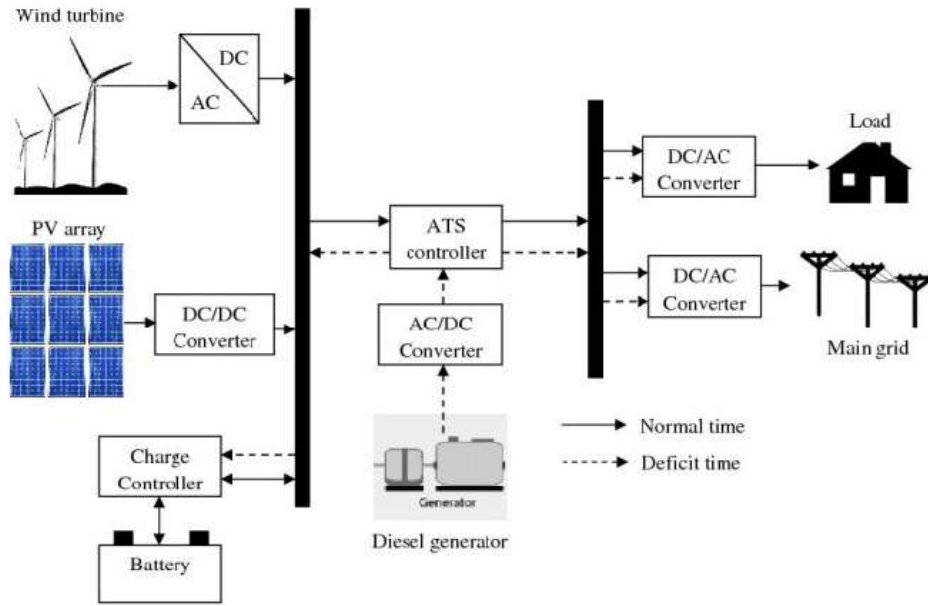 Wind turbine
DC
AC
PV array
DC/DC
Converter
Charge
Controller
Battery
ATS
controller
AC/DC
Converter
Generator
Diesel generator
DC/AC
Converter
Load
DC/AC
Converter
Main grid
Normal time
Deficit time